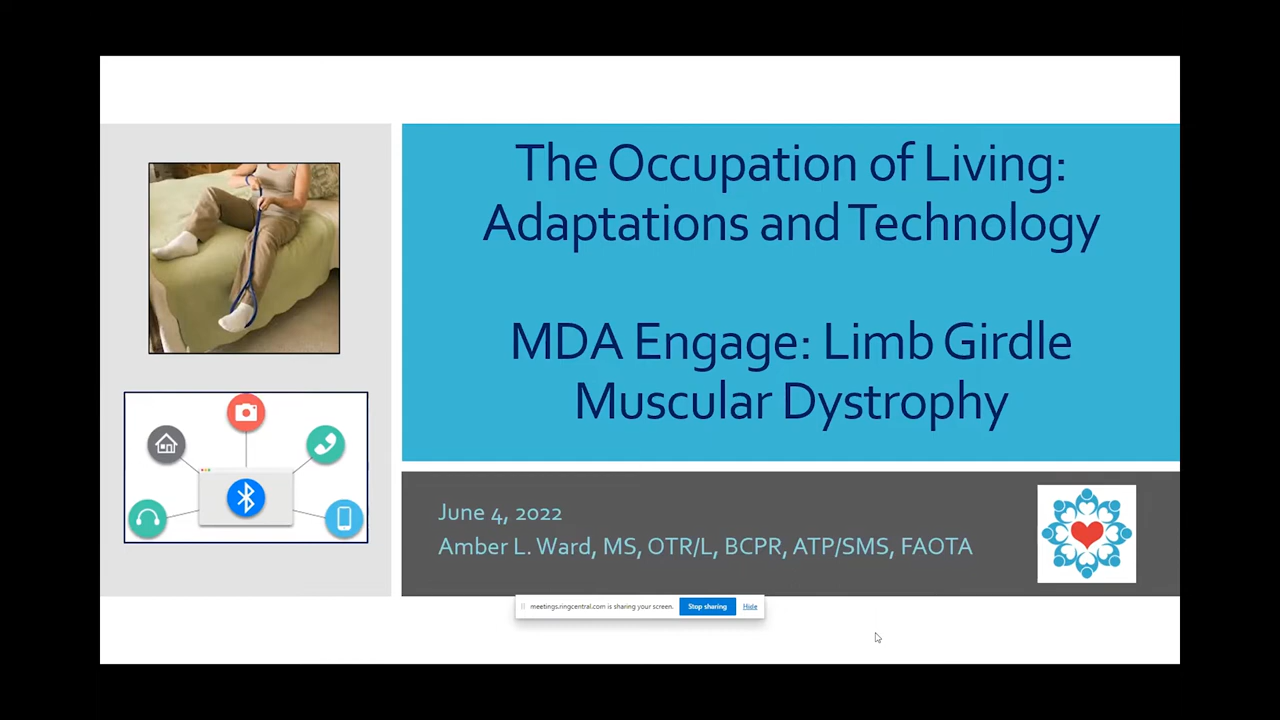 The Occupation of Living:
Adaptations and Technology
MDA Engage: Limb Girdle
Muscular Dystrophy
June 4, 2022
Amber L. Ward, MS, OTR/L, BCPR, ATP/SMS, FAOTA
meetings.ringcentral.com is sharing your screen. Stop sharing Hide